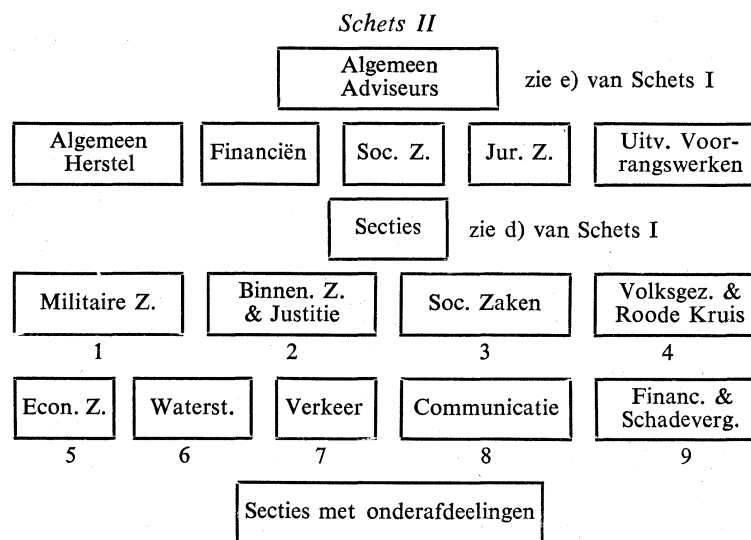 Schets II
Algemeen
Adviseurs
zie e) van Schets I
Algemeen
Herstel
Financiën
Soc. Z.
Jur. Z.
Uitv. Voor-
rangswerken
Secties
zie d) van Schets I
Militaire Z.
1
Binnen. Z.
& Justitie
2
Soc. Zaken
3
Volksgez. &
Roode Kruis
4
Econ. Z.
5
Waterst.
6
Verkeer
7
Communicatie
8
Financ. &
Schadeverg.
9
Secties met onderafdeelingen